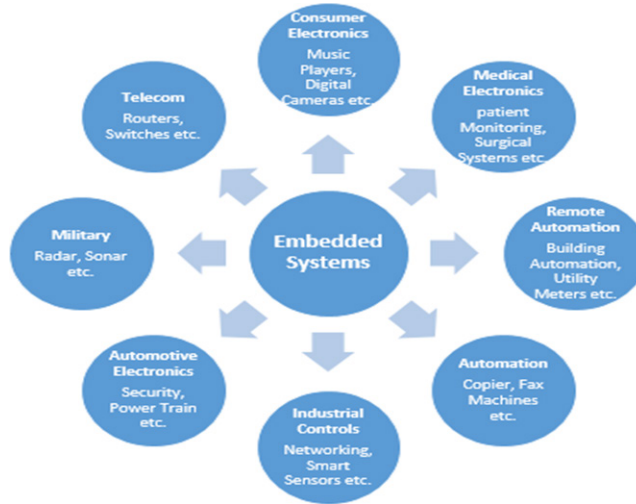 Consumer
Electronics
Music
Players,
Digital
Cameras etc.
Medical
Electronics
patient
Monitoring,
Surgical
Systems etc.
Remote
Automation
Building
Automation,
Utility
Meters etc.
Automation
Copier, Fax
Machines
etc.
Industrial
Controls
Networking,
Smart
Sensors etc.
Automotive
Electronics
Security,
Power Train
etc.
Military
Radar, Sonar
etc.
Telecom
Routers,
Switches etc.
Embedded
Systems